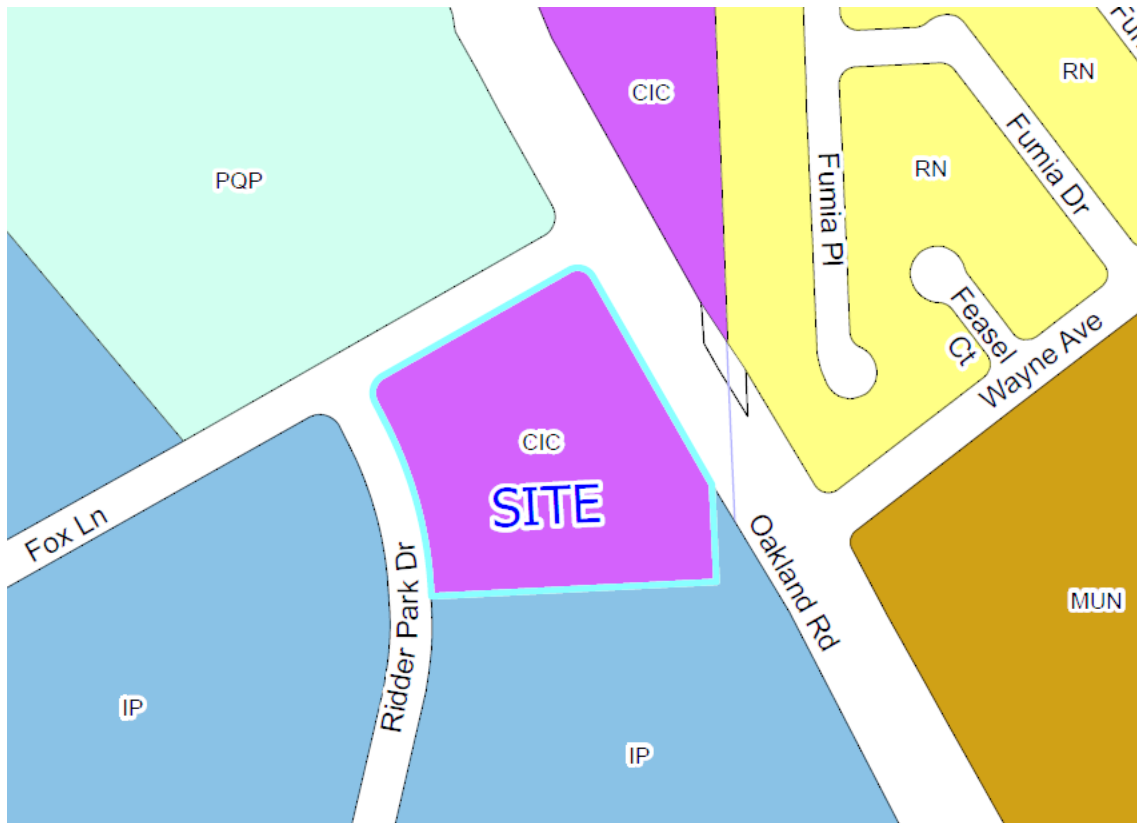 CIC
RN
Fumia Dr
RN
PQP
Fumia Pl
Feasel
Ct
Wayne Ave
CIC
SITE
Fox Ln
Ridder Park Dr
Oakland Rd
MUN
IP
IP